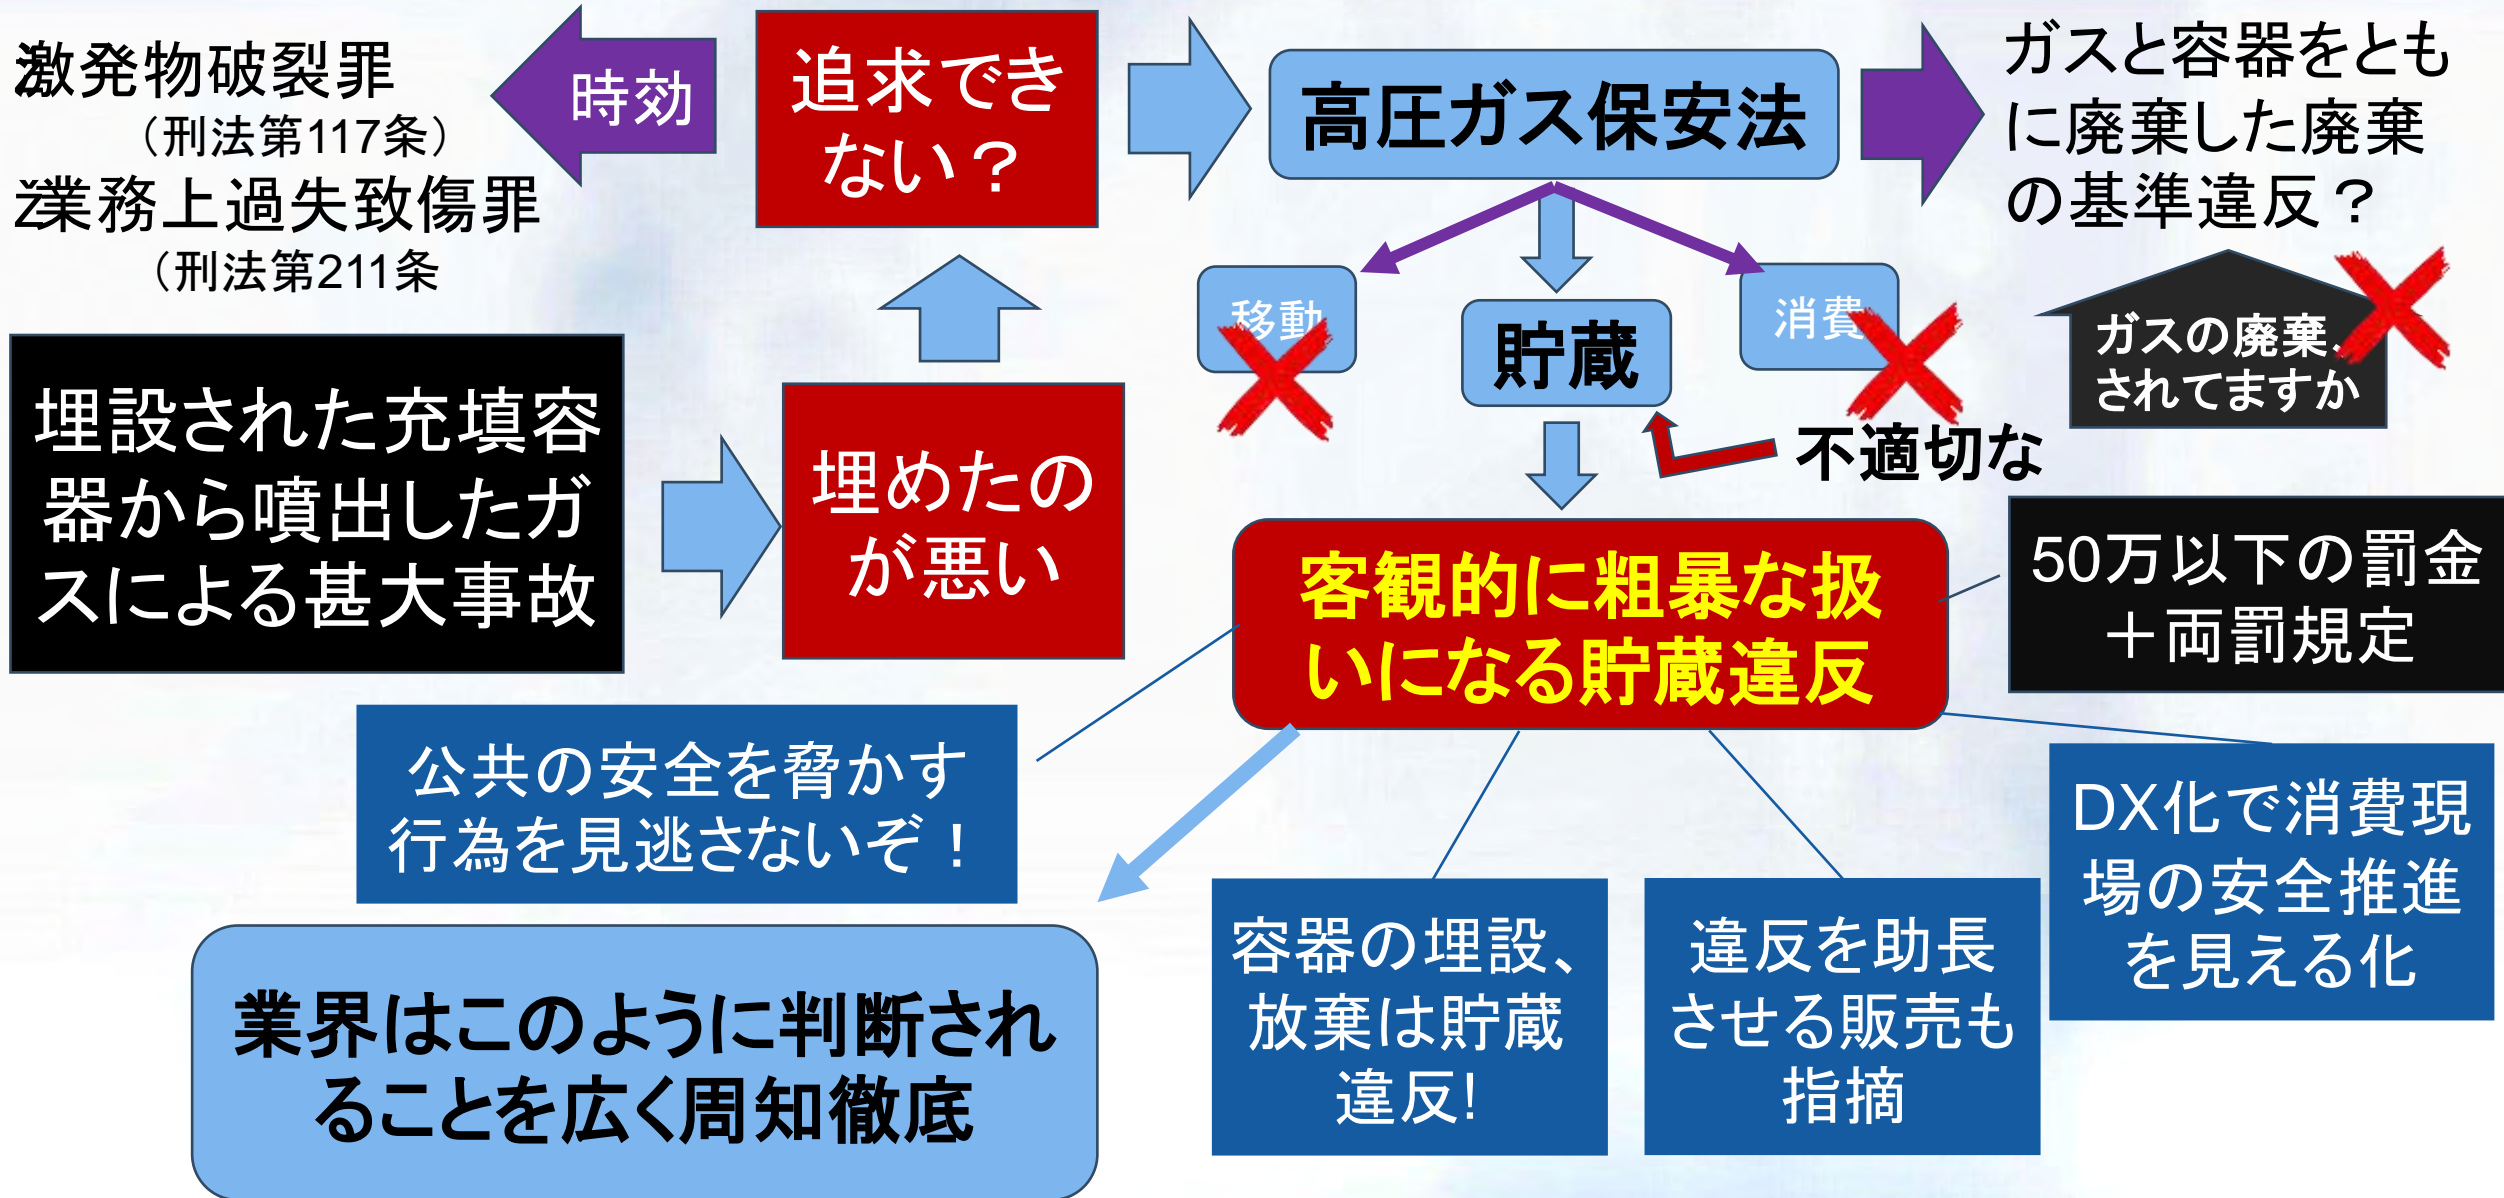 激発物破裂罪
（刑法第117条）
業務上過失致傷罪
（刑法第211条
時効
追求でき
ない？
高圧ガス保安法
ガスと容器をとも
に廃棄した廃棄
の基準違反？
移動
貯蔵
消費
ガスの廃棄、
されてますか
不適切な
埋設された充填容
器から噴出したガ
スによる甚大事故
埋めたの
が悪い
客観的に粗暴な扱
いになる貯蔵違反
50万以下の罰金
＋両罰規定
公共の安全を脅かす
行為を見逃さないぞ！
業界はこのように判断され
ることを広く周知徹底
容器の埋設、
放棄は貯蔵
違反!
違反を助長
させる販売も
指摘
DX化で消費現
場の安全推進
を見える化